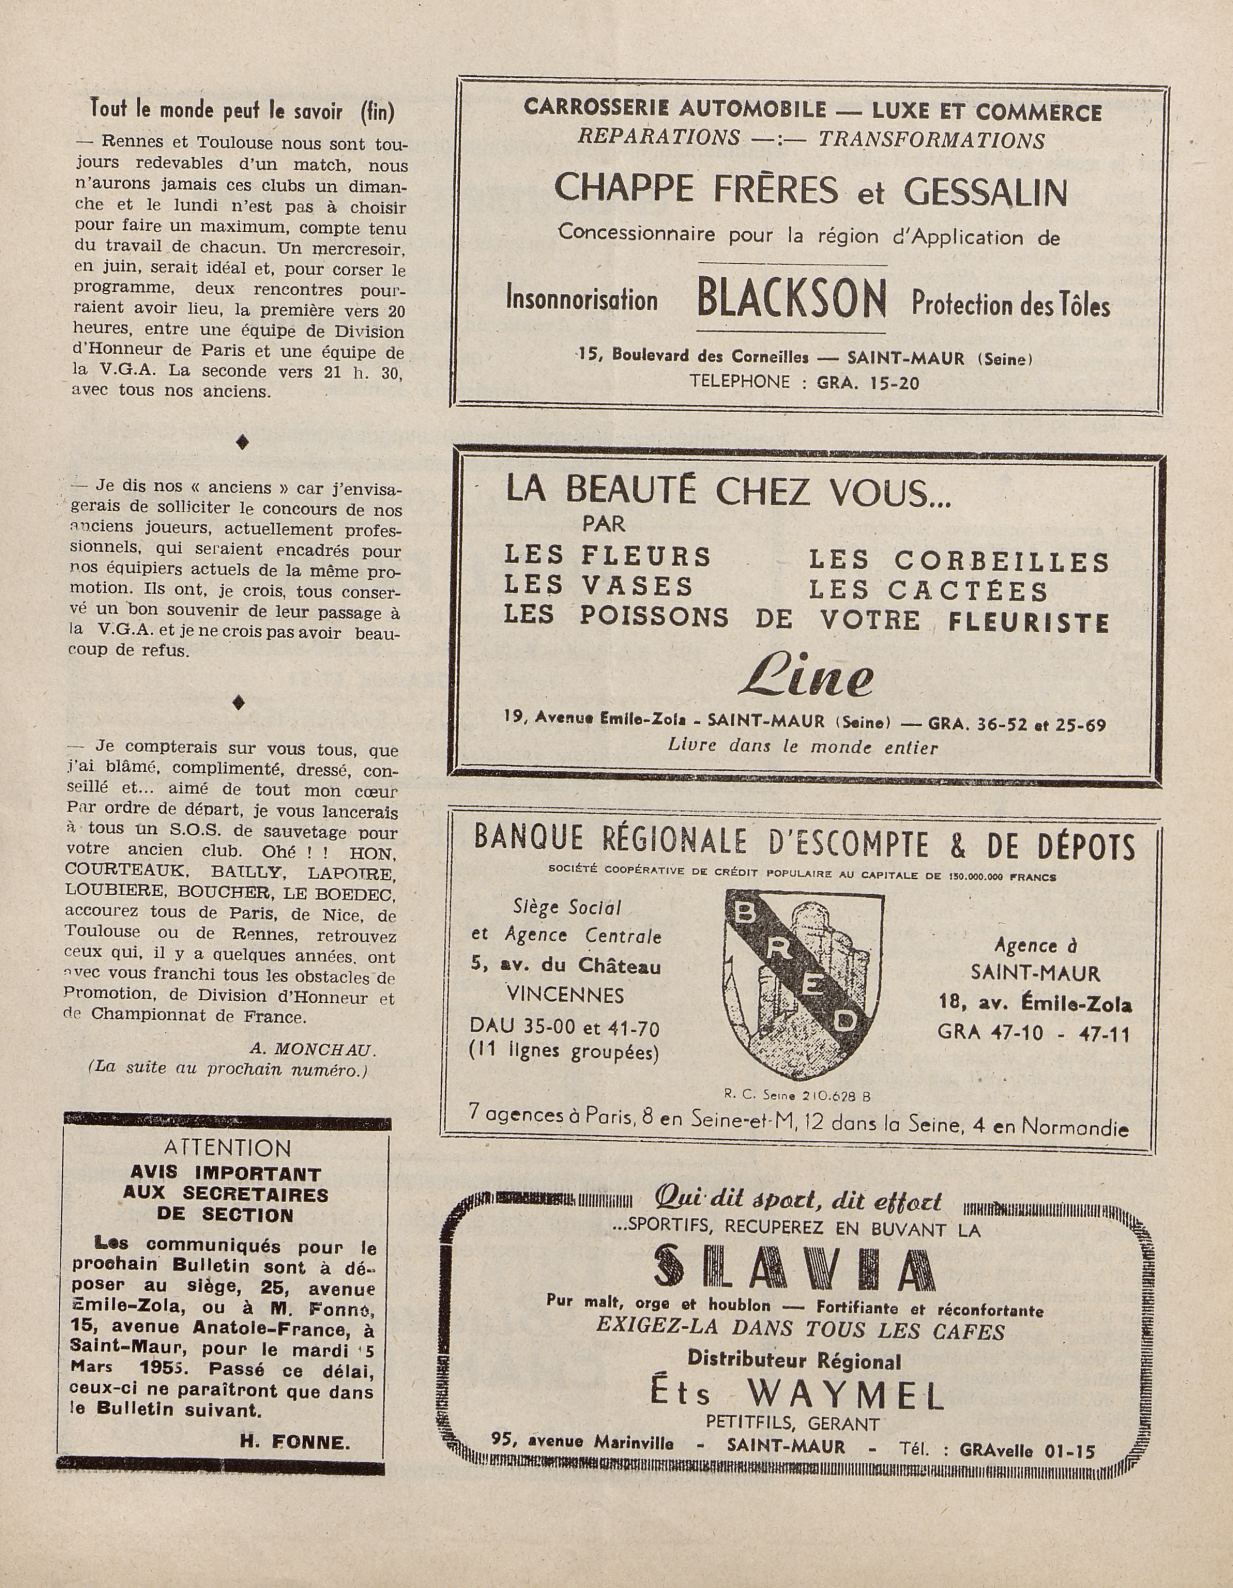 Tout le monde peut le savoir (fin)
— Rennes et Toulouse nous sont tou-
jours redevables d'un match, nous
n'aurons jamais ces clubs un diman-
che et le lundi n'est pas à choisir
pour faire un maximum, compte tenu
du travail de chacun. Un mercresoir,
en juin, serait idéal et, pour corser le
programme, deux rencontres pour-
raient avoir lieu, la première vers 20
heures, entre une équipe de Division
d'Honneur de Paris et une équipe de
la V.G.A. La seconde vers 21 h. 30,
avec tous nos anciens.
♦
— Je dis nos « anciens » car j'envisa-
gerais de solliciter le concours de nos
anciens joueurs, actuellement profes-
sionnels, qui seraient encadrés pour
nos équipiers actuels de la même pro-
motion. Ils ont, je crois, tous conser-
vé un bon souvenir de leur passage à
la V.G.A. et je ne crois pas avoir beau-
coup de refus.
♦
— Je compterais sur vous tous, que
j'ai blâmé, complimenté, dressé, con-
seillé et... aimé de tout mon cœur
Par ordre de départ, je vous lancerais
à tous un S.O.S. de sauvetage pour
votre ancien club. Ohé ! ! HON,
COURTEAUK, BAILLY, LAPOIRE,
LOUBIERE, BOUCHER, LE BOEDEC,
accourez tous de Paris, de Nice, de
Toulouse ou de Rennes, retrouvez
ceux qui, il y a quelques années, ont
avec vous franchi tous les obstacles de
Promotion, de Division d'Honneur et
de Championnat de France.
A. MONCHAU.
(La suite au prochain numéro.)
ATTENTION
AVIS IMPORTANT
AUX SECRETAIRES
DE SECTION
Les communiqués pour le
prochain Bulletin sont à dé-
poser au siège, 25, avenue
Emile-Zola, ou à M. Fonné,
15, avenue Anatole-France, à
Saint-Maur, pour le mardi 5
Mars 1955. Passé ce délai,
ceux-ci ne paraîtront que dans
le Bulletin suivant.
H. FONNE.
CARROSSERIE AUTOMOBILE — LUXE ET COMMERCE
REPARATIONS —:— TRANSFORMATIONS
CHAPPE FRÈRES et GESSALIN
Concessionnaire pour la région d'Application de
Insonnorisation BLACKSON Protection des Tôles
15, Boulevard des Corneilles — SAINT-MAUR (Seine)
TELEPHONE : GRA. 15-20
LA BEAUTÉ CHEZ VOUS...
PAR
LES FLEURS LES CORBEILLES
LES VASES LES CACTÉES
LES POISSONS DE VOTRE FLEURISTE
Line
19, Avenue Emile-Zola - SAINT-MAUR (Seine) — GRA. 36-52 et 25-69
Livre dans le monde entier
BANQUE RÉGIONALE D'ESCOMPTE & DE DÉPOTS
SOCIÉTÉ COOPÉRATIVE DE CRÉDIT POPULAIRE AU CAPITALE DE 150.000.000 FRANCS
Siège Social
et Agence Centrale
5, av. du Château
VINCENNES
DAU 35-00 et 41-70
(11 lignes groupées)
BRED
Agence à
SAINT-MAUR
18, av. Émile-Zola
GRA 47-10 - 47-11
R. C. Seine 210.628 B
7 agences à Paris, 8 en Seine-et-M, 12 dans la Seine, 4 en Normandie
Qui dit sport, dit effort
...SPORTIFS, RECUPEREZ EN BUVANT LA
SLAVIA
Pur malt, orge et houblon — Fortifiante et réconfortante
EXIGEZ-LA DANS TOUS LES CAFES
Distributeur Régional
Éts WAYMEL
PETITFILS, GERANT
95, avenue Marinville - SAINT-MAUR - Tél. : GRAvelle 01-15